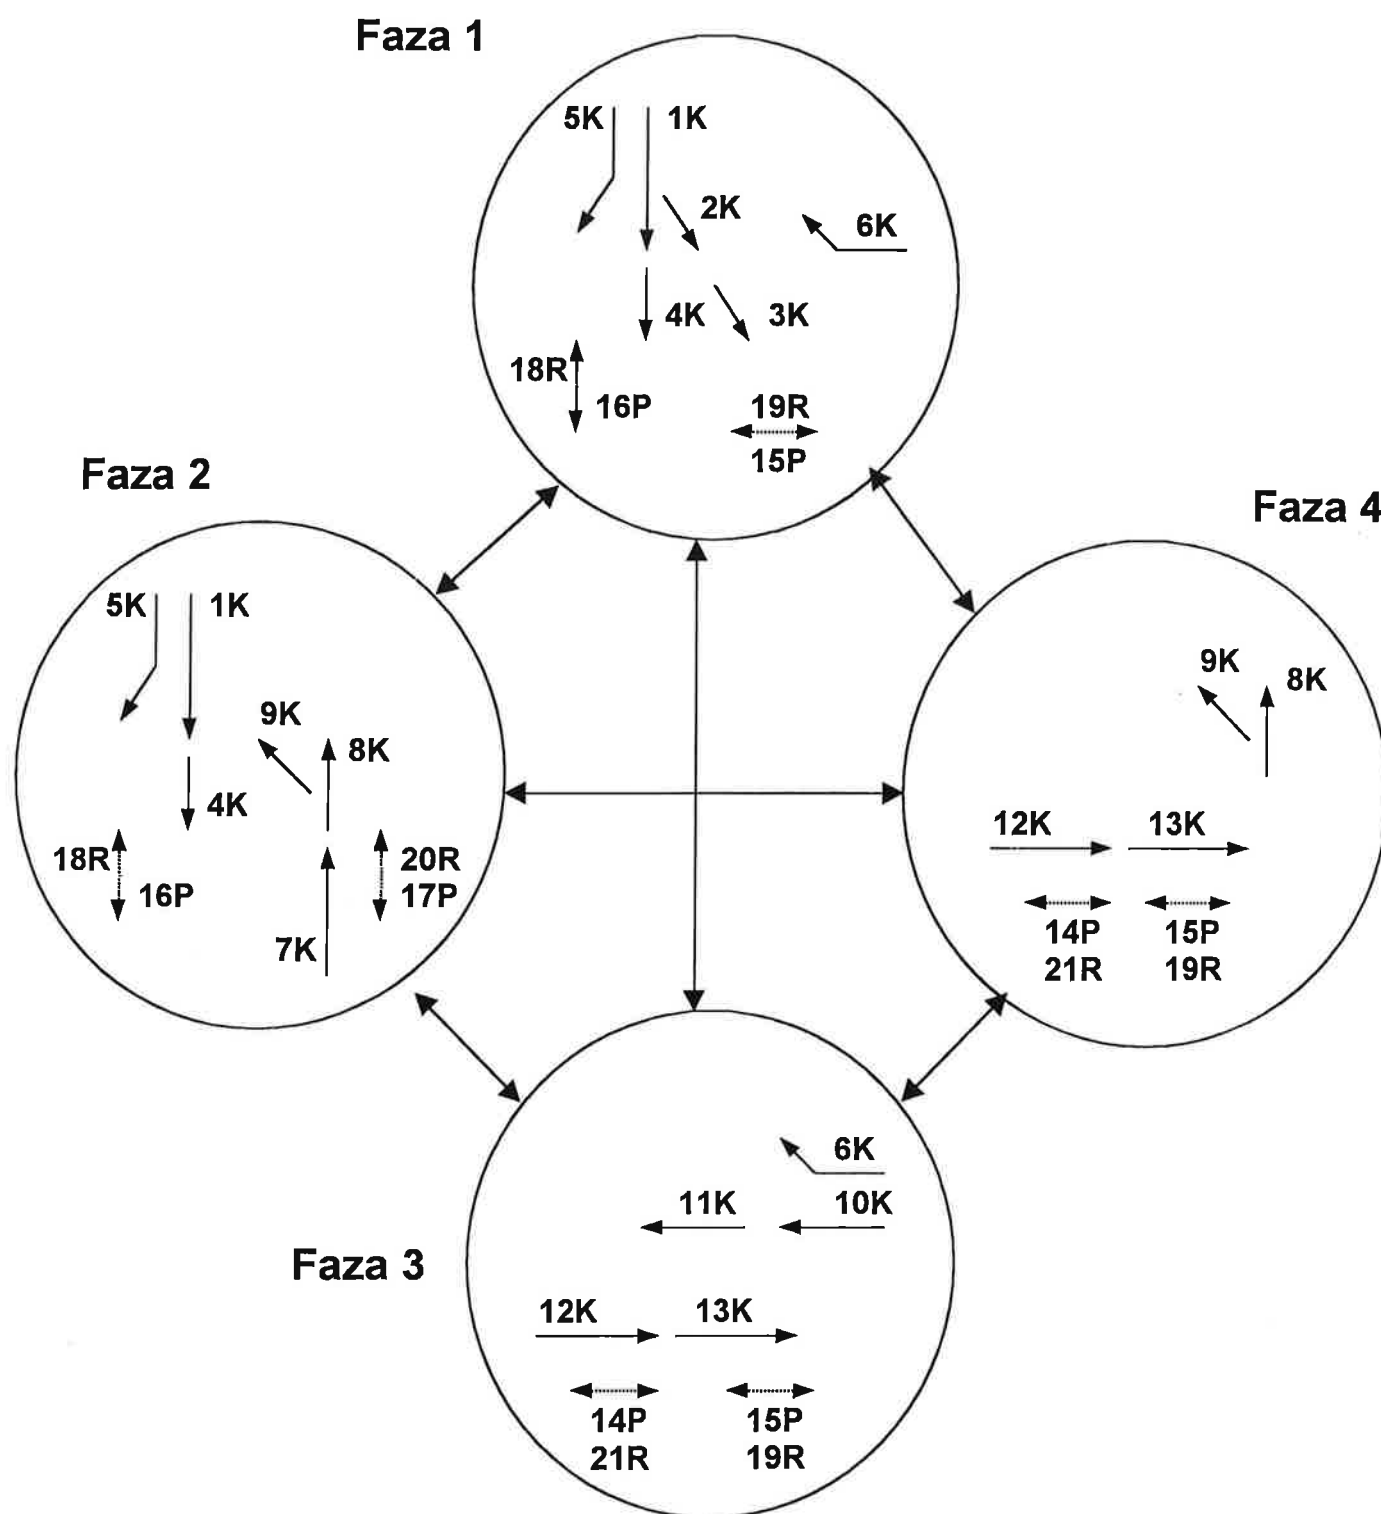 Faza 1
5K 1K
2K 6K
4K 3K
18R
16P 19R
15P
Faza 2
5K 1K
9K
8K
4K
18R 20R
16P 17P
7K
Faza 4
9K
8K
12K 13K
14P 15P
21R 19R
Faza 3
6K
11K 10K
12K 13K
14P 15P
21R 19R